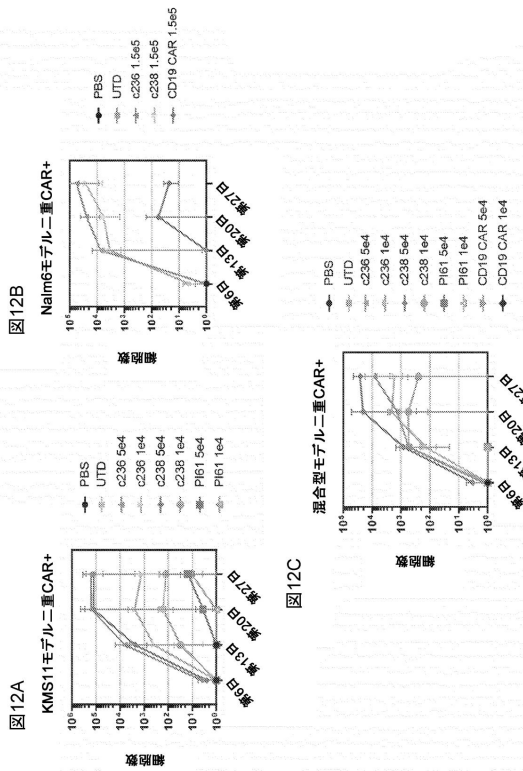 図12A
KMS11モデル二重CAR+
細胞数
10⁶
10⁵
10⁴
10³
10²
10¹
10⁰
第6日
第13日
第20日
第27日
PBS
UTD
c236 5e4
c236 1e4
c238 5e4
c238 1e4
PI61 5e4
PI61 1e4
図12B
Nalm6モデル二重CAR+
細胞数
10⁵
10⁴
10³
10²
10¹
10⁰
第6日
第13日
第20日
第27日
PBS
UTD
c236 1.5e5
c238 1.5e5
CD19 CAR 1.5e5
図12C
混合型モデル二重CAR+
細胞数
10⁵
10⁴
10³
10²
10¹
10⁰
第6日
第13日
第20日
第27日
PBS
UTD
c236 5e4
c236 1e4
c238 5e4
c238 1e4
PI61 5e4
PI61 1e4
CD19 CAR 5e4
CD19 CAR 1e4